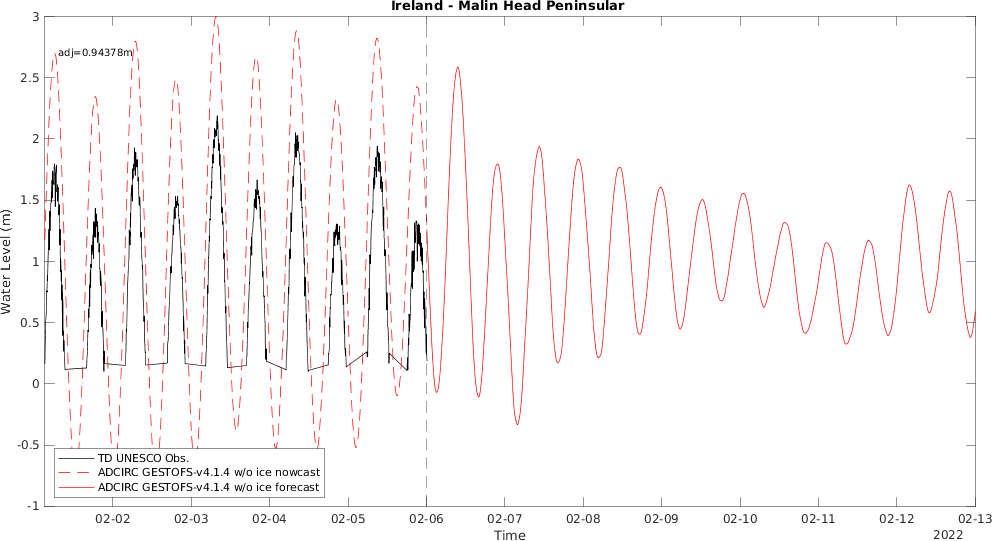 Ireland - Malin Head Peninsular
adj=0.94378m
Water Level (m)
3
2.5
2
1.5
1
0.5
0
-0.5
-1
TD UNESCO Obs.
ADCIRC GESTOFS-v4.1.4 w/o ice nowcast
ADCIRC GESTOFS-v4.1.4 w/o ice forecast
02-02 02-03 02-04 02-05 02-06 02-07 02-08 02-09 02-10 02-11 02-12 02-13
Time
2022